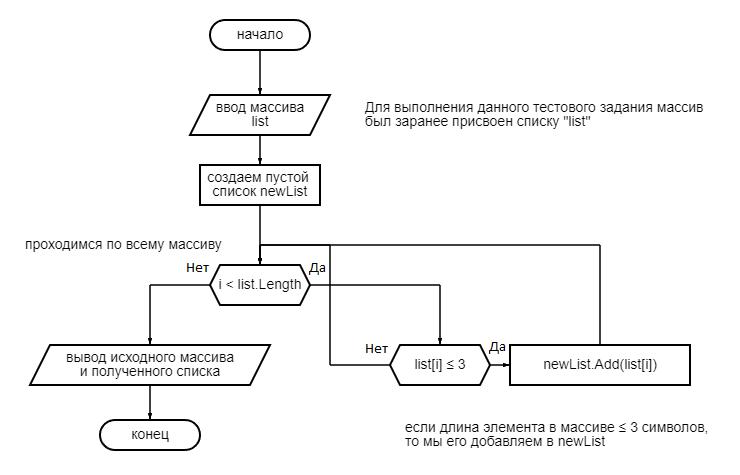 начало
ввод массива
list
Для выполнения данного тестового задания массив
был заранее присвоен списку "list"
создаем пустой
список newList
проходимся по всему массиву
Нет
Да
i < list.Length
вывод исходного массива
и полученного списка
Нет
list[i] ≤ 3
Да
newList.Add(list[i])
конец
если длина элемента в массиве ≤ 3 символов,
то мы его добавляем в newList